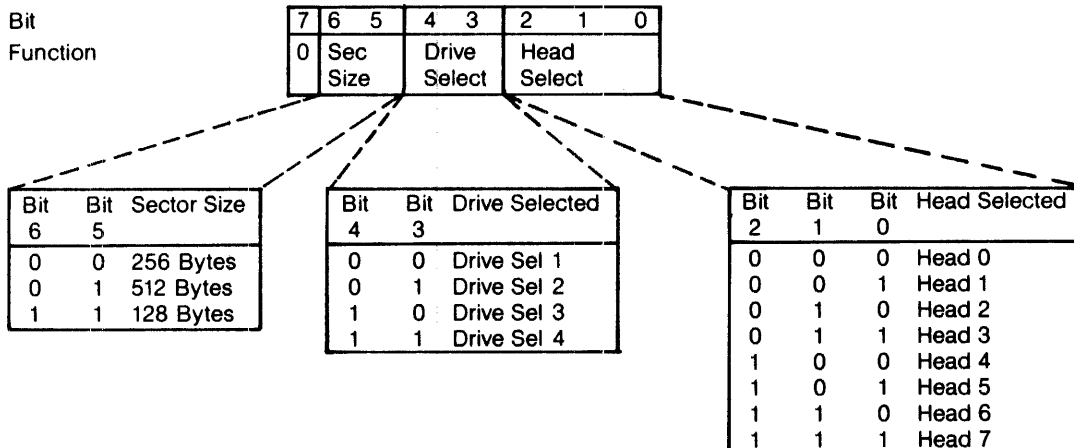 Bit 7 6 5 4 3 2 1 0
Function 0 Sec Drive Head
Size Select Select
Bit Bit Sector Size
6 5
0 0 256 Bytes
0 1 512 Bytes
1 1 128 Bytes
Bit Bit Drive Selected
4 3
0 0 Drive Sel 1
0 1 Drive Sel 2
1 0 Drive Sel 3
1 1 Drive Sel 4
Bit Bit Bit Head Selected
2 1 0
0 0 0 Head 0
0 0 1 Head 1
0 1 0 Head 2
0 1 1 Head 3
1 0 0 Head 4
1 0 1 Head 5
1 1 0 Head 6
1 1 1 Head 7